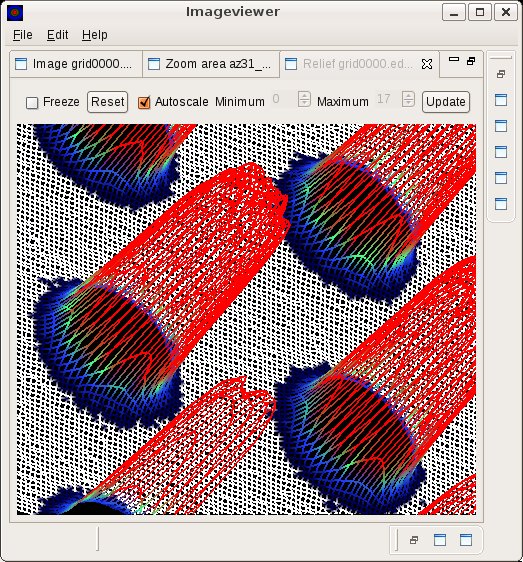 Imageviewer
File Edit Help
Image grid0000.... Zoom area az31_... Relief grid0000.ed...
Freeze Reset Autoscale Minimum 0 Maximum 17 Update